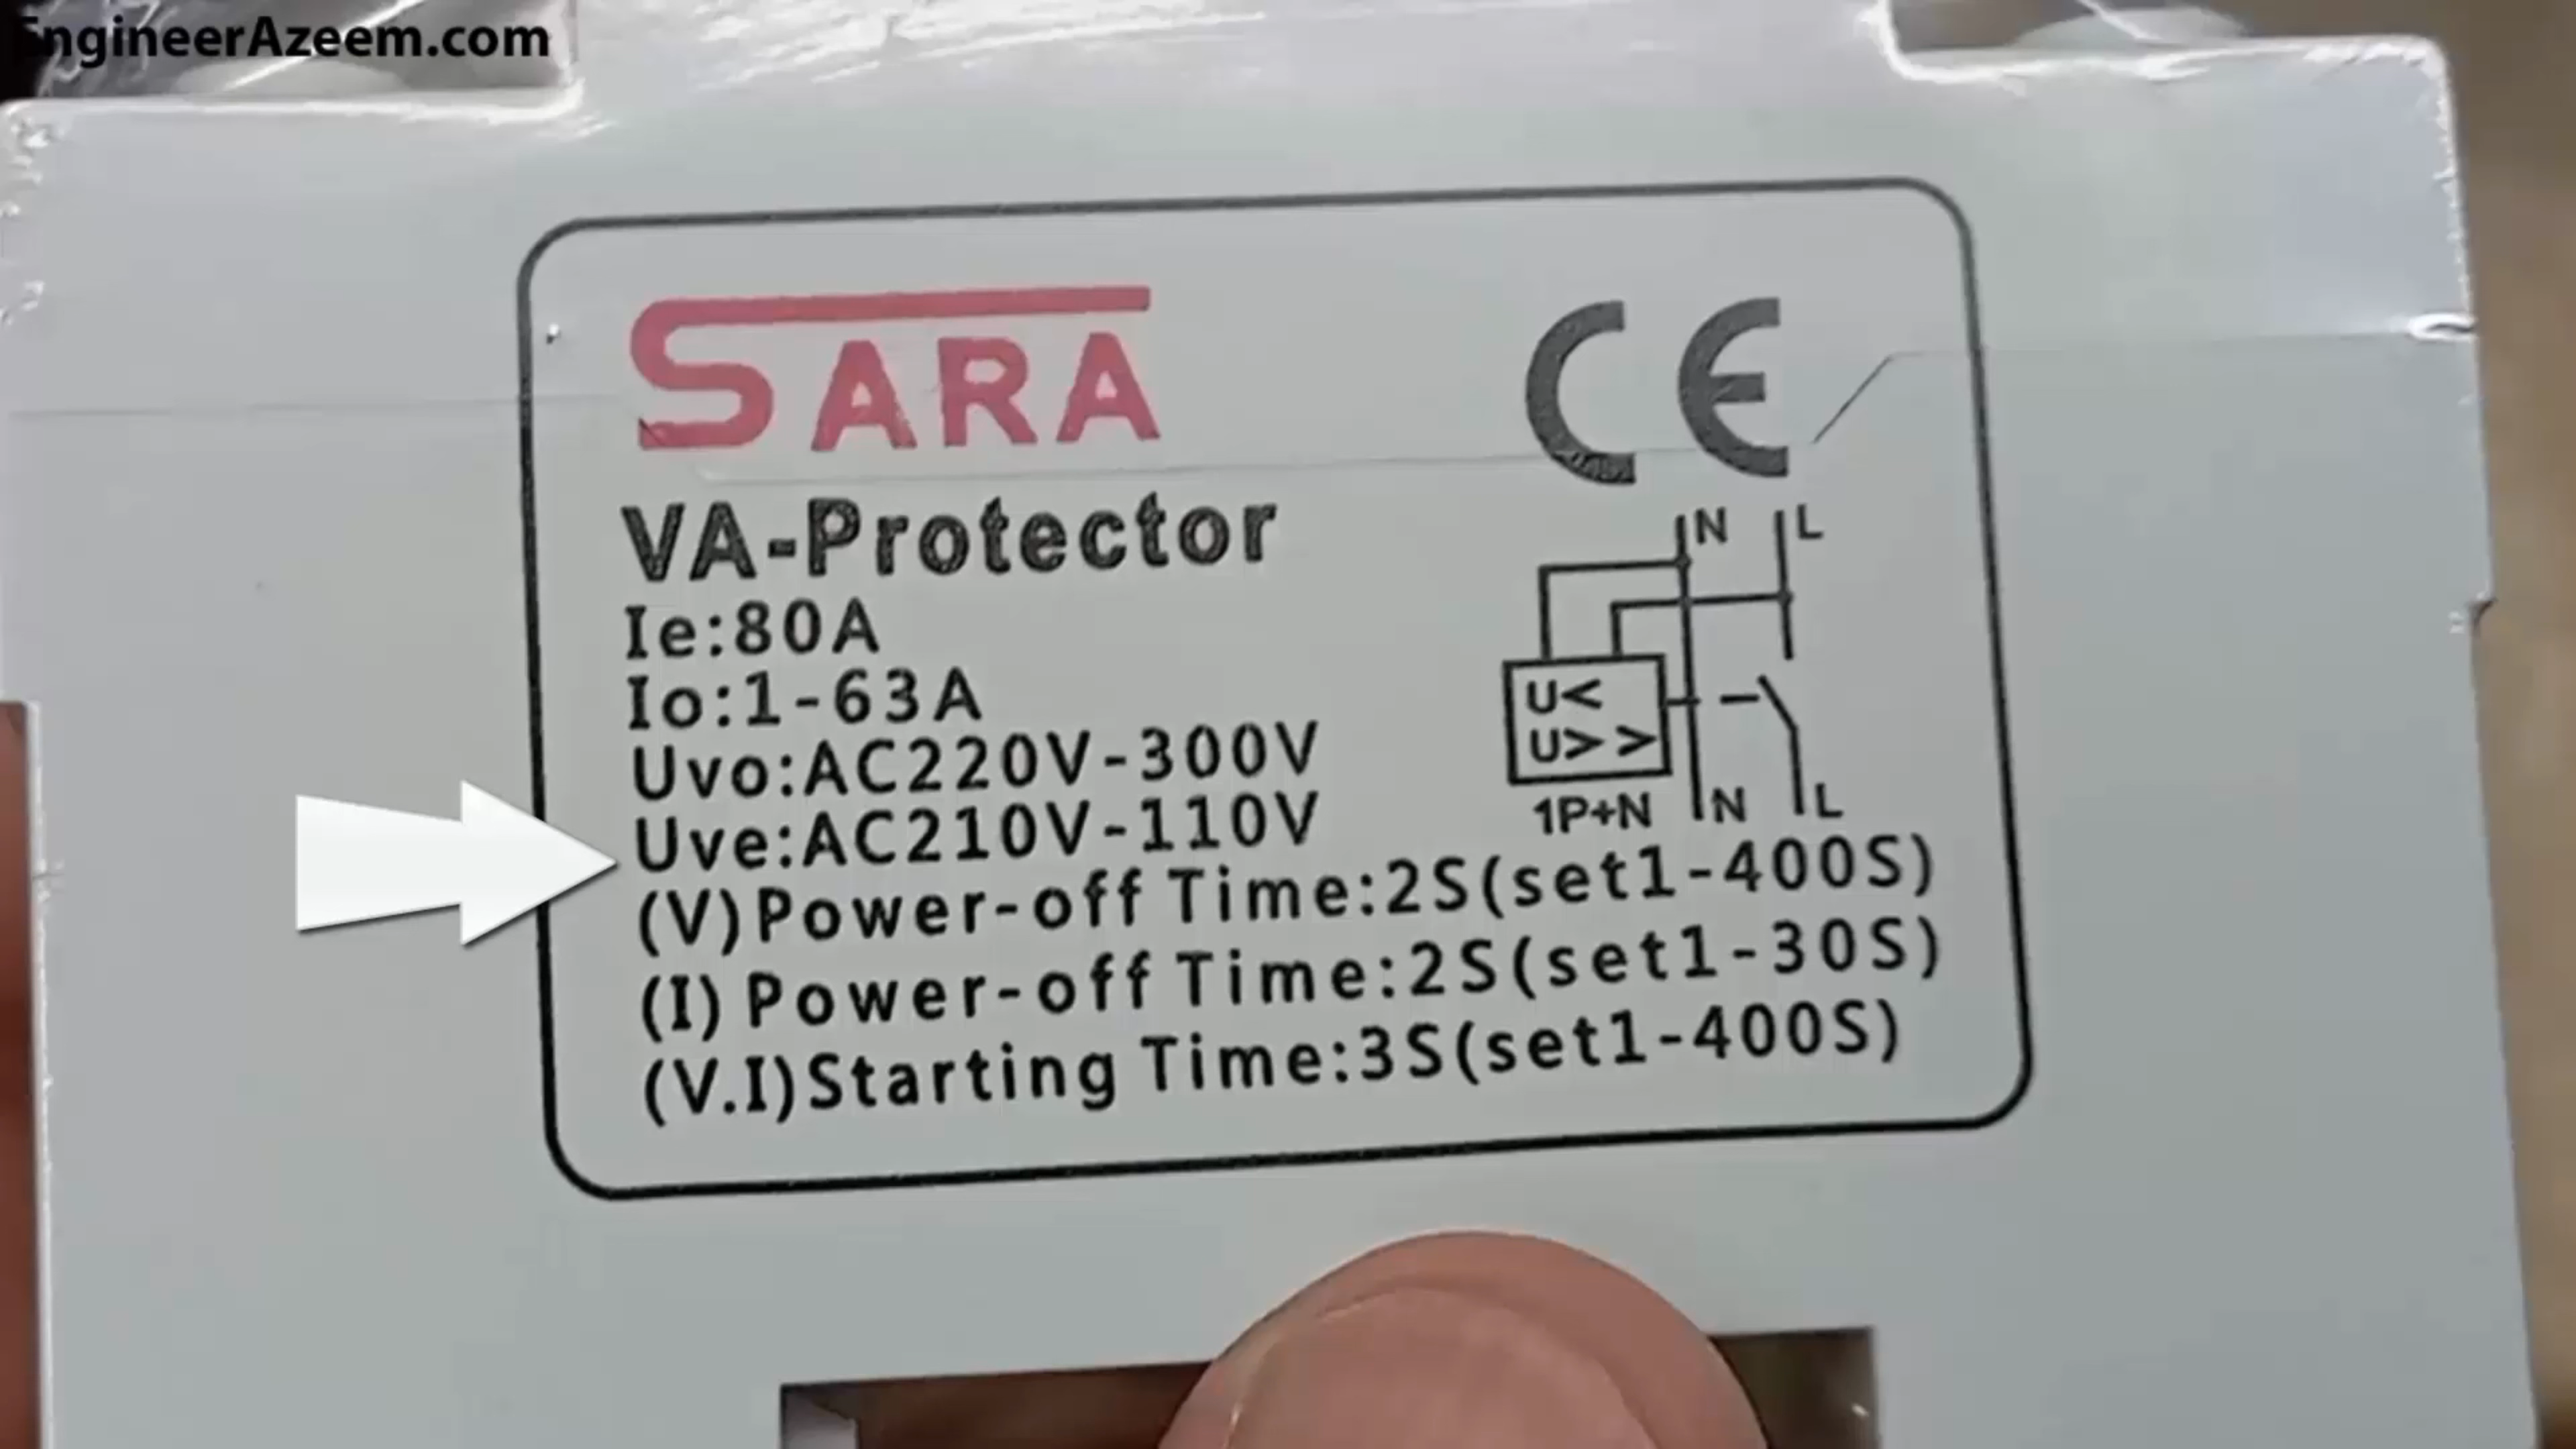 EngineerAzeem.com
SARA
CE
VA-Protector
N L
Ie:80A
Io:1-63A
U<
Uvo:AC220V-300V
U>>
Uve:AC210V-110V
1P+N N L
(V)Power-off Time:2S(set1-400S)
(I) Power-off Time:2S(set1-30S)
(V.I)Starting Time:3S(set1-400S)